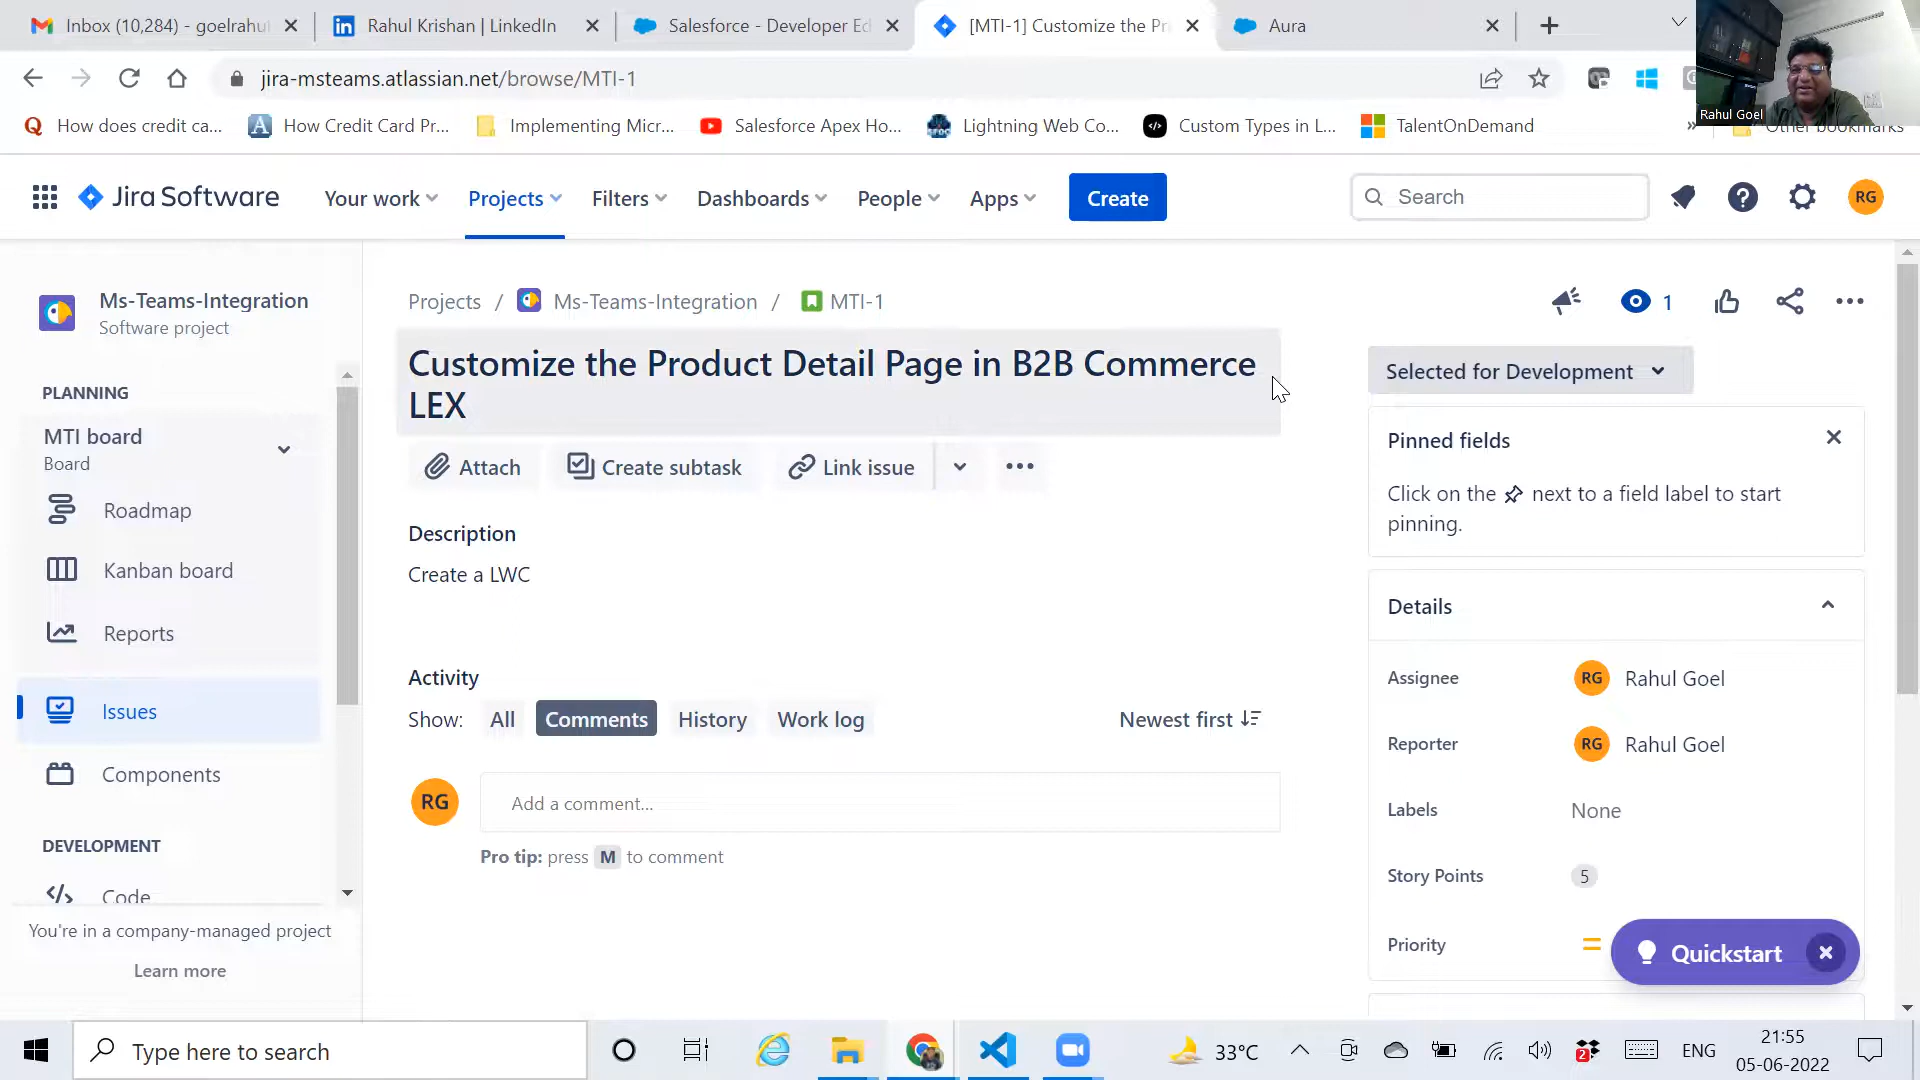 Inbox (10,284) - goelrahul
Rahul Krishan | LinkedIn
Salesforce - Developer Ed
[MTI-1] Customize the Pr
Aura
jira-msteams.atlassian.net/browse/MTI-1
Rahul Goel
How does credit ca...
How Credit Card Pr...
Implementing Micr...
Salesforce Apex Ho...
Lightning Web Co...
Custom Types in L...
TalentOnDemand
»
Other bookmarks
Jira Software
Your work
Projects
Filters
Dashboards
People
Apps
Create
Search
RG
Ms-Teams-Integration
Software project
PLANNING
MTI board
Board
Roadmap
Kanban board
Reports
Issues
Components
DEVELOPMENT
Code
You're in a company-managed project
Learn more
Projects / Ms-Teams-Integration / MTI-1
1
Customize the Product Detail Page in B2B Commerce
LEX
Attach
Create subtask
Link issue
Description
Create a LWC
Activity
Show: All Comments History Work log
Newest first
RG
Add a comment...
Pro tip: press M to comment
Selected for Development
Pinned fields
Click on the next to a field label to start
pinning.
Details
Assignee
RG Rahul Goel
Reporter
RG Rahul Goel
Labels
None
Story Points
5
Priority
Quickstart
Type here to search
33°C
2
ENG
21:55
05-06-2022